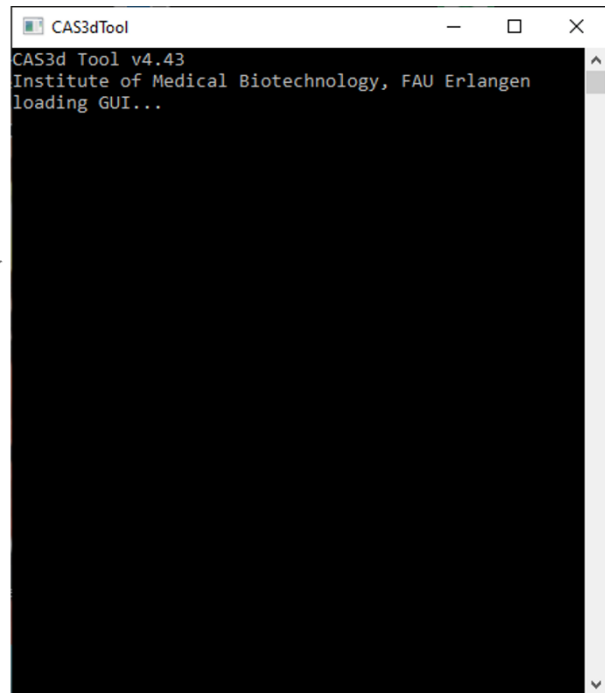 CAS3dTool
CAS3d Tool v4.43
Institute of Medical Biotechnology, FAU Erlangen
loading GUI...